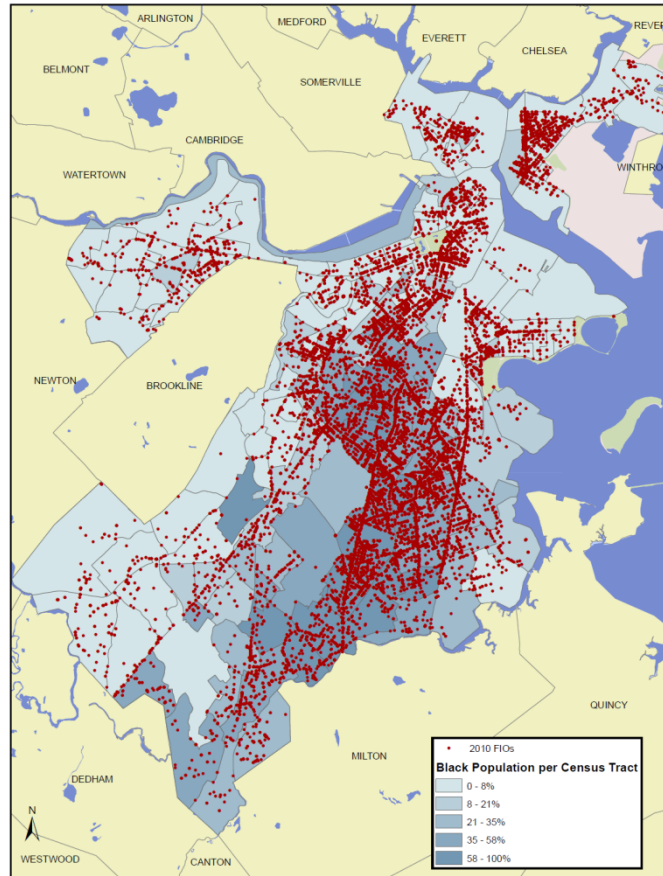 ARLINGTON
MEDFORD
REVER
EVERETT
CHELSEA
BELMONT
SOMERVILLE
CAMBRIDGE
WATERTOWN
WINTHRO
NEWTON
BROOKLINE
QUINCY
MILTON
DEDHAM
N
WESTWOOD
CANTON
2010 FIOs
Black Population per Census Tract
0 - 8%
8 - 21%
21 - 35%
35 - 58%
58 - 100%